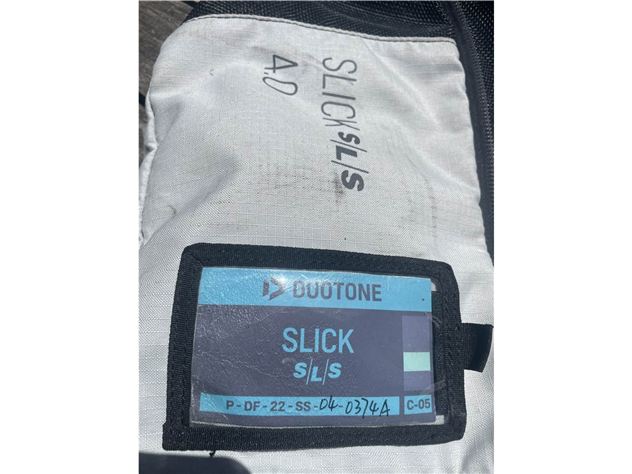 SLICK S/L/S
4.0
DUOTONE
SLICK
S/L/S
P-DF-22-SS-04-0374A C-05